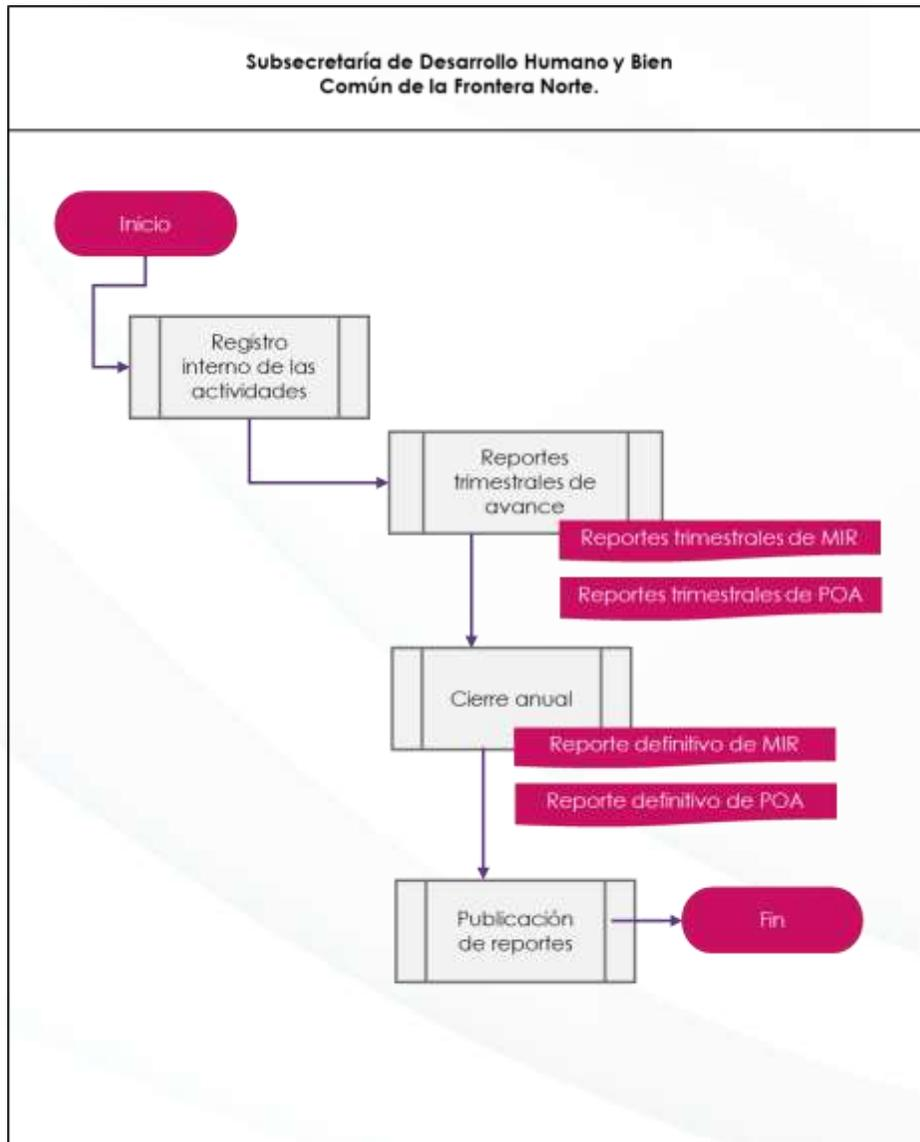 Subsecretaría de Desarrollo Humano y Bien
Común de la Frontera Norte.
Inicio
Registro
interno de las
actividades
Reportes
trimestrales de
avance
Reportes trimestrales de MIR
Reportes trimestrales de POA
Cierre anual
Reporte definitivo de MIR
Reporte definitivo de POA
Publicación
de reportes
Fin